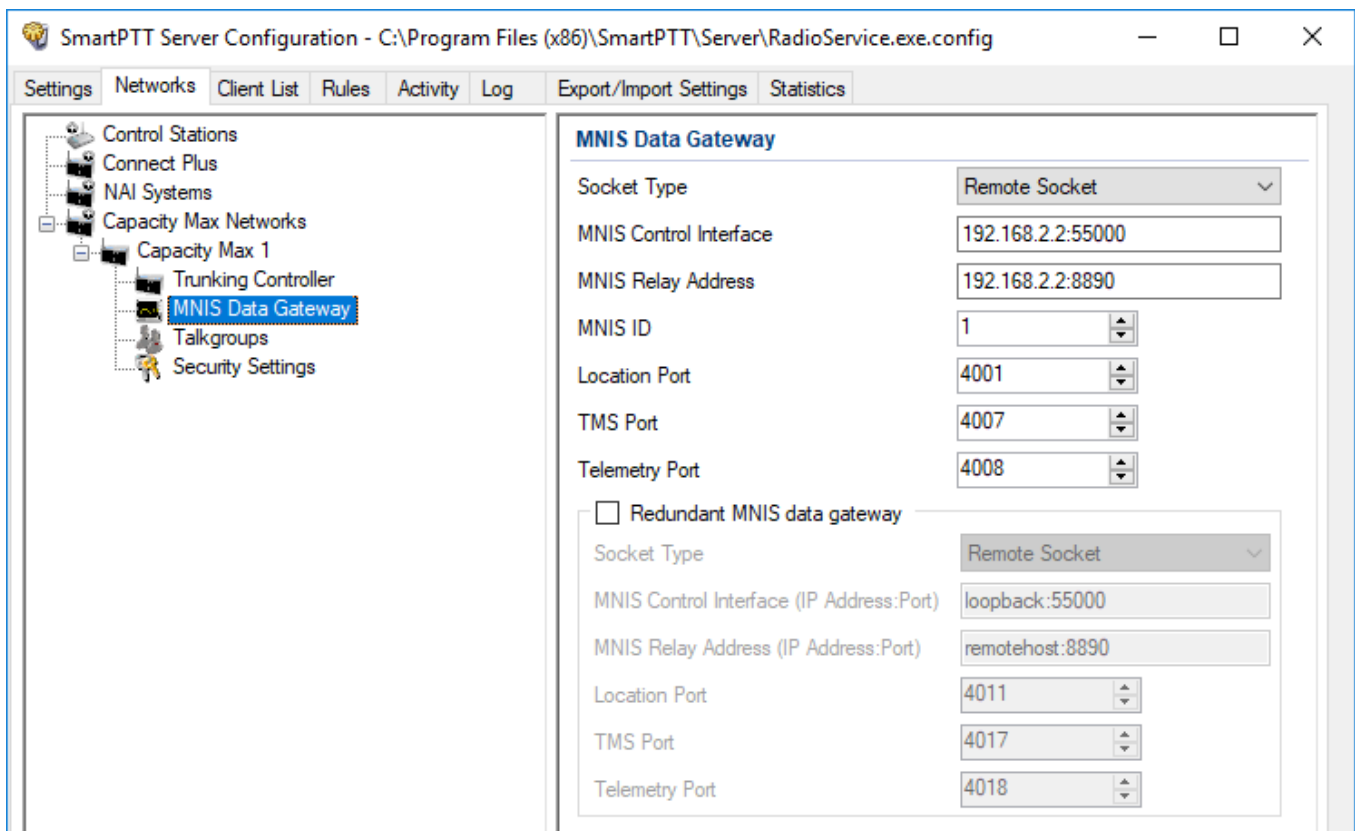 SmartPTT Server Configuration - C:\Program Files (x86)\SmartPTT\Server\RadioService.exe.config
Settings Networks Client List Rules Activity Log Export/Import Settings Statistics
Control Stations
Connect Plus
NAI Systems
Capacity Max Networks
Capacity Max 1
Trunking Controller
MNIS Data Gateway
Talkgroups
Security Settings
MNIS Data Gateway
Socket Type Remote Socket
MNIS Control Interface 192.168.2.2:55000
MNIS Relay Address 192.168.2.2:8890
MNIS ID 1
Location Port 4001
TMS Port 4007
Telemetry Port 4008
Redundant MNIS data gateway
Socket Type Remote Socket
MNIS Control Interface (IP Address:Port) loopback:55000
MNIS Relay Address (IP Address:Port) remotehost:8890
Location Port 4011
TMS Port 4017
Telemetry Port 4018